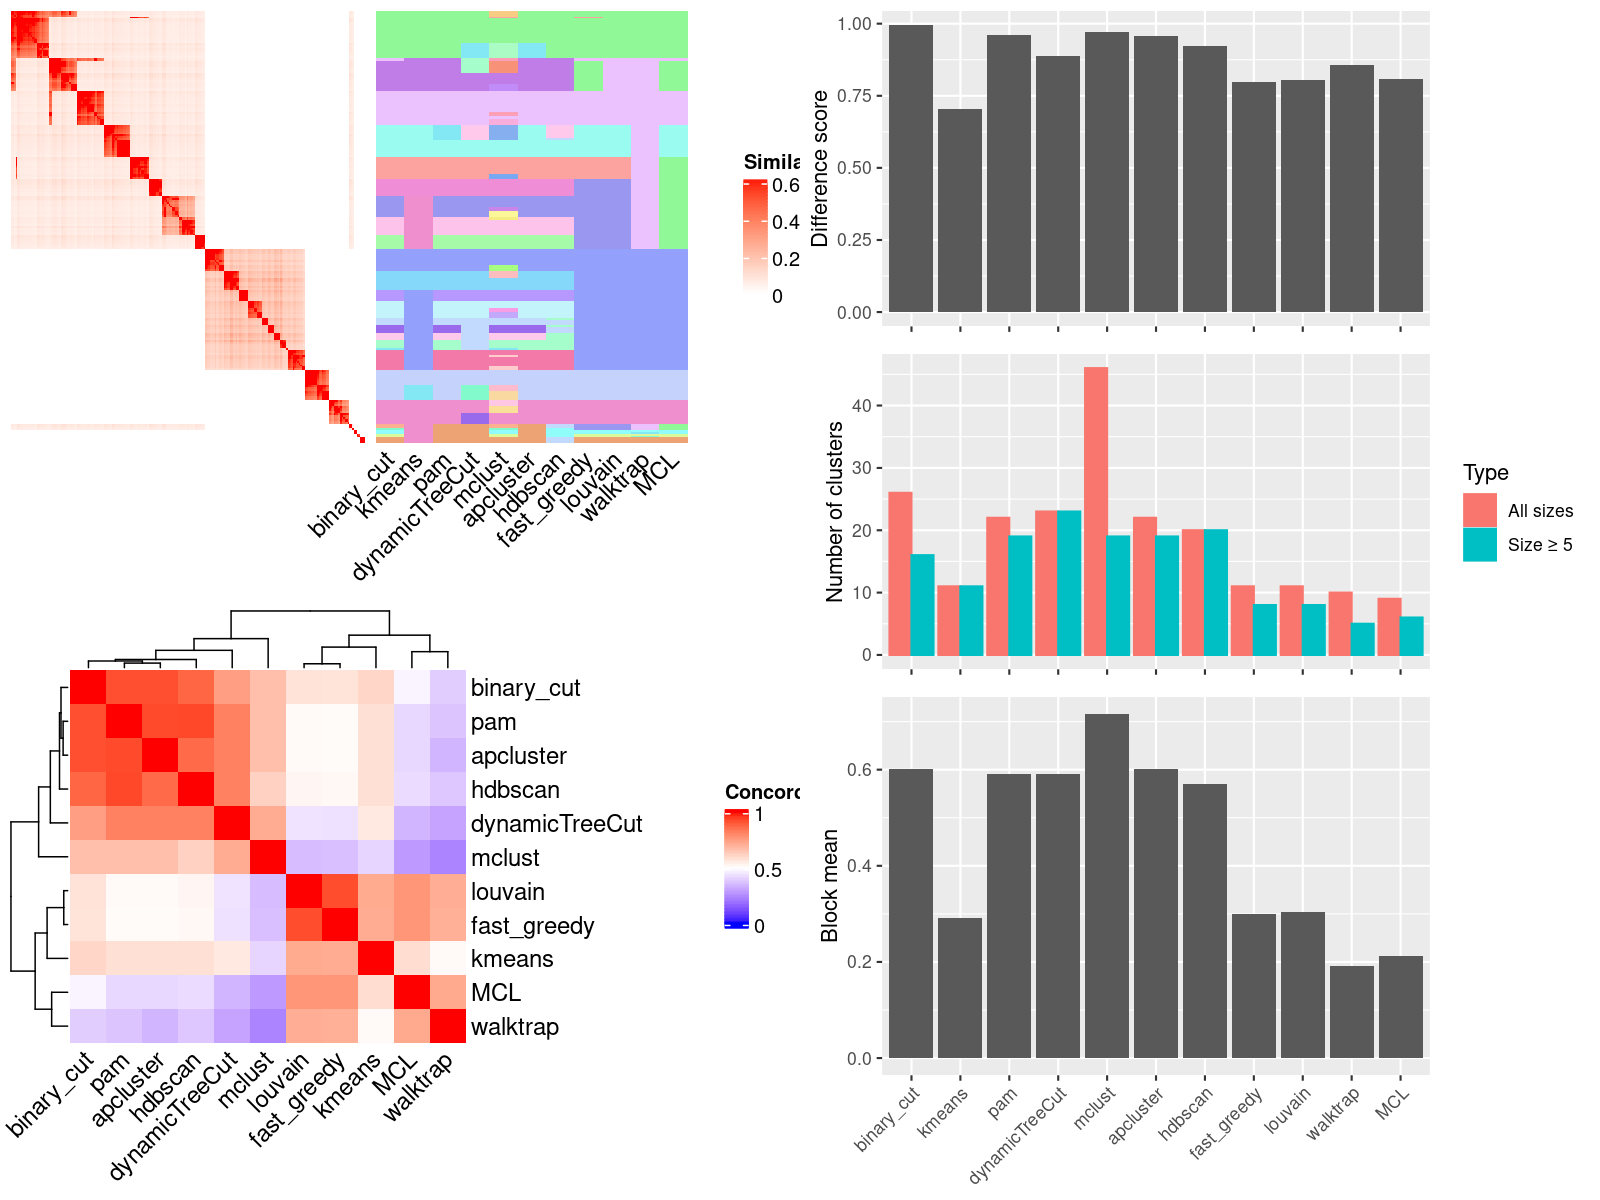 Simila
0.6
0.4
0.2
0
binary_cut
kmeans
pam
dynamicTreeCut
mclust
apcluster
hdbscan
fast_greedy
louvain
walktrap
MCL
binary_cut
pam
apcluster
hdbscan
dynamicTreeCut
mclust
louvain
fast_greedy
kmeans
MCL
walktrap
binary_cut
pam
apcluster
hdbscan
dynamicTreeCut
mclust
louvain
fast_greedy
kmeans
MCL
walktrap
Concord
1
0.5
0
Difference score
1.00
0.75
0.50
0.25
0.00
Number of clusters
40
30
20
10
0
Type
All sizes
Size ≥ 5
Block mean
0.6
0.4
0.2
0.0
binary_cut
kmeans
pam
dynamicTreeCut
mclust
apcluster
hdbscan
fast_greedy
louvain
walktrap
MCL